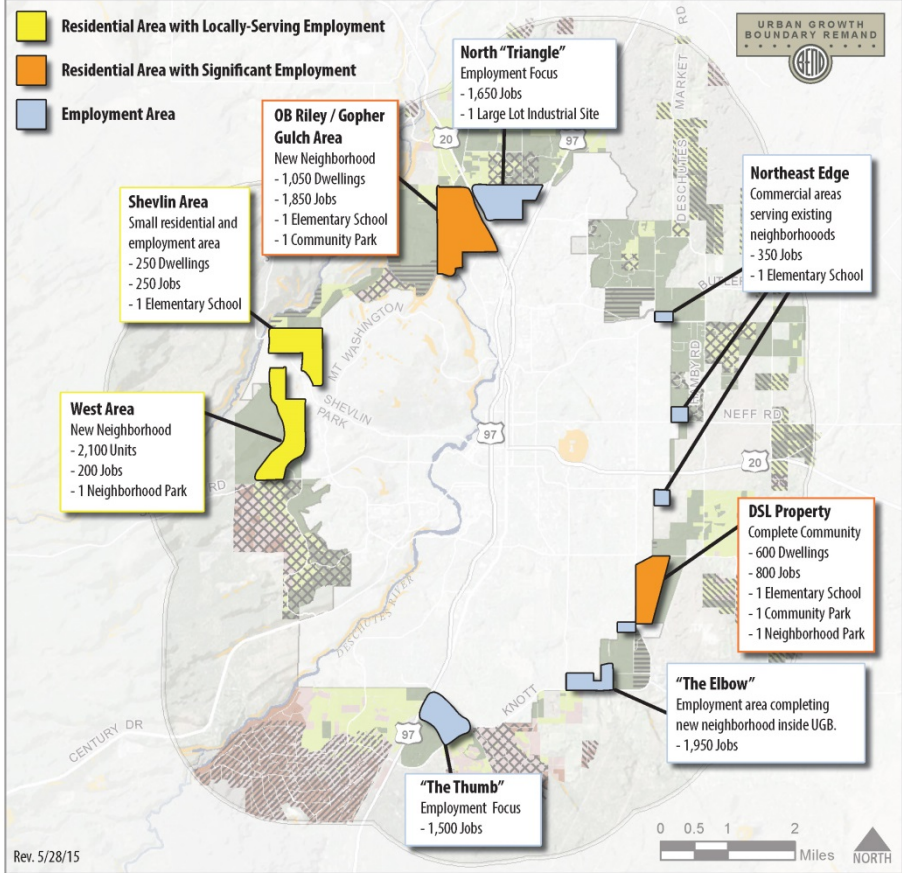 Residential Area with Locally-Serving Employment
Residential Area with Significant Employment
Employment Area
URBAN GROWTH
BOUNDARY REMAND
BEND
North “Triangle”
Employment Focus
- 1,650 Jobs
- 1 Large Lot Industrial Site
OB Riley / Gopher
Gulch Area
New Neighborhood
- 1,050 Dwellings
- 1,850 Jobs
- 1 Elementary School
- 1 Community Park
Shevlin Area
Small residential and
employment area
- 250 Dwellings
- 250 Jobs
- 1 Elementary School
West Area
New Neighborhood
- 2,100 Units
- 200 Jobs
- 1 Neighborhood Park
Northeast Edge
Commercial areas
serving existing
neighborhooods
- 350 Jobs
- 1 Elementary School
DSL Property
Complete Community
- 600 Dwellings
- 800 Jobs
- 1 Elementary School
- 1 Community Park
- 1 Neighborhood Park
“The Elbow”
Employment area completing
new neighborhood inside UGB.
- 1,950 Jobs
“The Thumb”
Employment Focus
- 1,500 Jobs
20
97
DESCHUTES MARKET RD
MT WASHINGTON
SHEVLIN
PARK
RD
97
NEFF RD
20
DESCHUTES RIVER
KNOTT
CENTURY DR
97
0 0.5 1 2
Miles
NORTH
Rev. 5/28/15